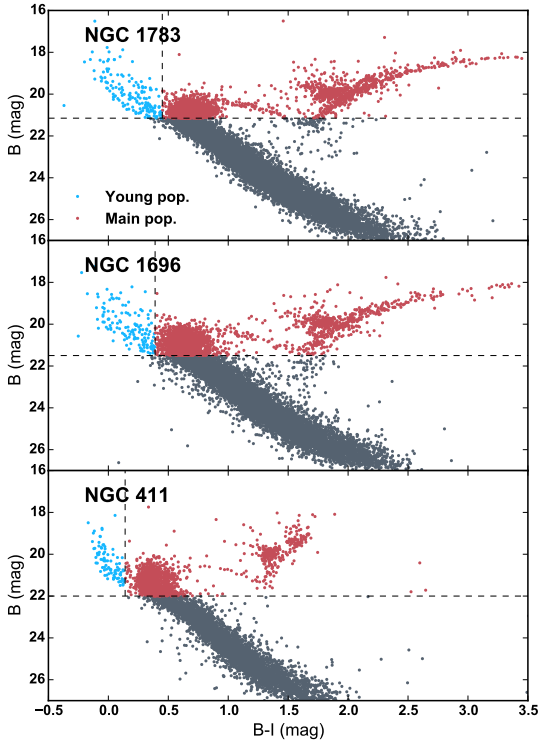 16
NGC 1783
18
20
22
24
26
B (mag)
Young pop.
Main pop.
16
NGC 1696
18
20
22
24
26
B (mag)
16
NGC 411
18
20
22
24
26
B (mag)
−0.5 0.0 0.5 1.0 1.5 2.0 2.5 3.0 3.5
B-I (mag)